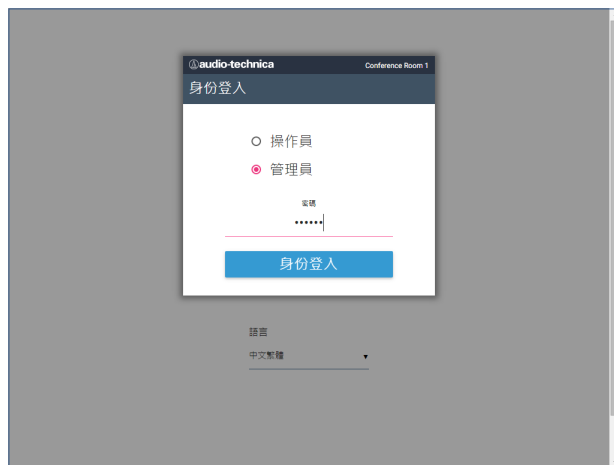 audio-technica Conference Room 1
身份登入
操作員
管理員
密碼
••••••
身份登入
語言
中文繁體